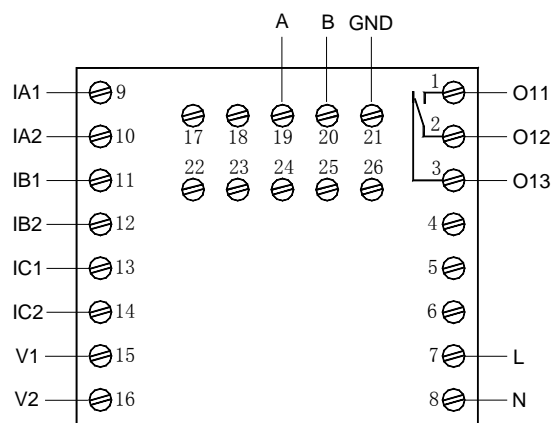 A B GND
IA1 9 1 O11
IA2 10 17 18 19 20 21 2 O12
IB1 11 22 23 24 25 26 3 O13
IB2 12 4
IC1 13 5
IC2 14 6
V1 15 7 L
V2 16 8 N